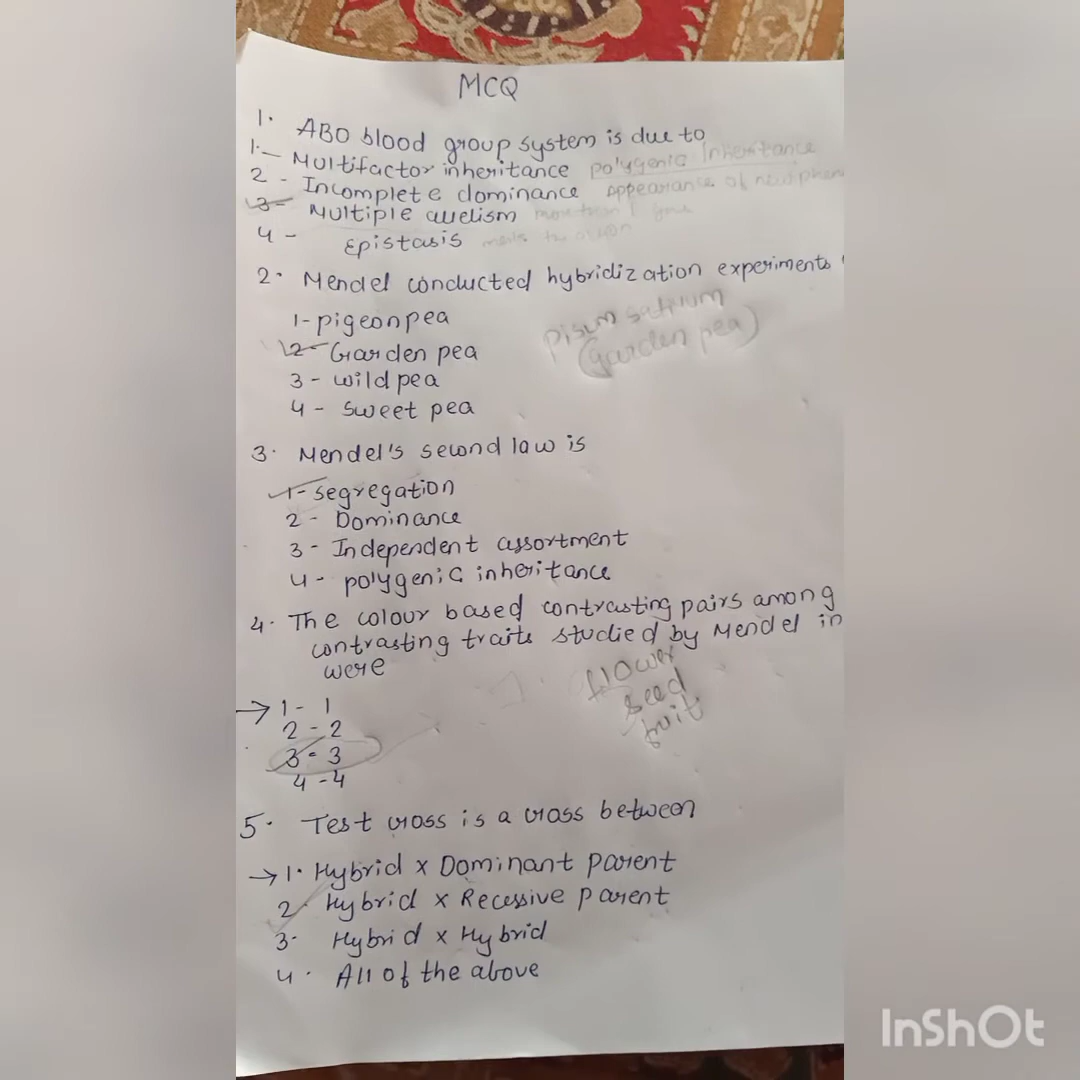 MCQ
1. ABO blood group system is due to
1- Multifactor inheritance polygenic Inheritance
2 - Incomplete dominance Appearance of new phen
3- Multiple allelism more than 1
4 - Epistasis
2. Mendel conducted hybridization experiments
1- pigeonpea
2- Garden pea
Pisum sativum
(garden pea)
3 - wild pea
4 - sweet pea
3. Mendel's second law is
1- segregation
2 - Dominance
3 - Independent assortment
4 - polygenic inheritance
4. The colour based contrasting pairs among
contrasting traits studied by Mendel in
were
flower
seed
fruit
→ 1 - 1
2 - 2
3 - 3
4 - 4
5. Test cross is a cross between
→ 1. Hybrid x Dominant Parent
2. Hybrid x Recessive Parent
3. Hybrid x Hybrid
4. All of the above
InShOt